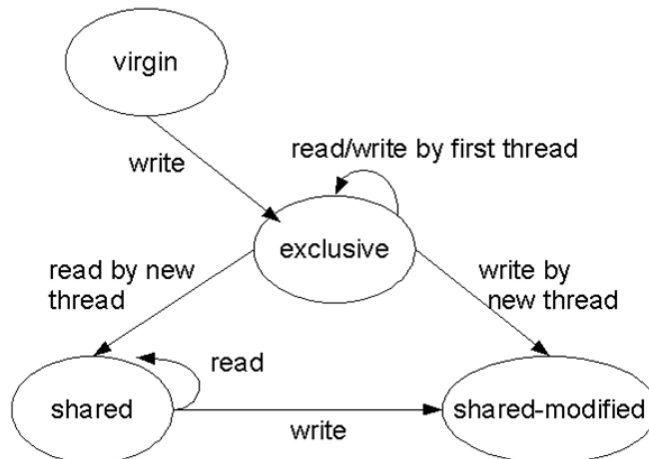 virgin
write
read/write by first thread
exclusive
read by new
thread
write by
new thread
read
shared
write
shared-modified